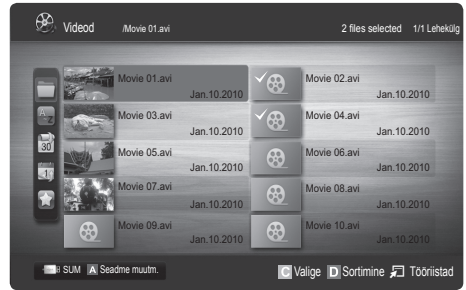 Videod /Movie 01.avi 2 files selected 1/1 Lehekülg
Movie 01.avi Movie 02.avi
Jan.10.2010 Jan.10.2010
Movie 03.avi Movie 04.avi
Jan.10.2010 Jan.10.2010
30
Movie 05.avi Movie 06.avi
Jan.10.2010 Jan.10.2010
1
Movie 07.avi Movie 08.avi
Jan.10.2010 Jan.10.2010
Movie 09.avi Movie 10.avi
Jan.10.2010 Jan.10.2010
SUM A Seadme muutm. C Valige D Sortimine Tööriistad